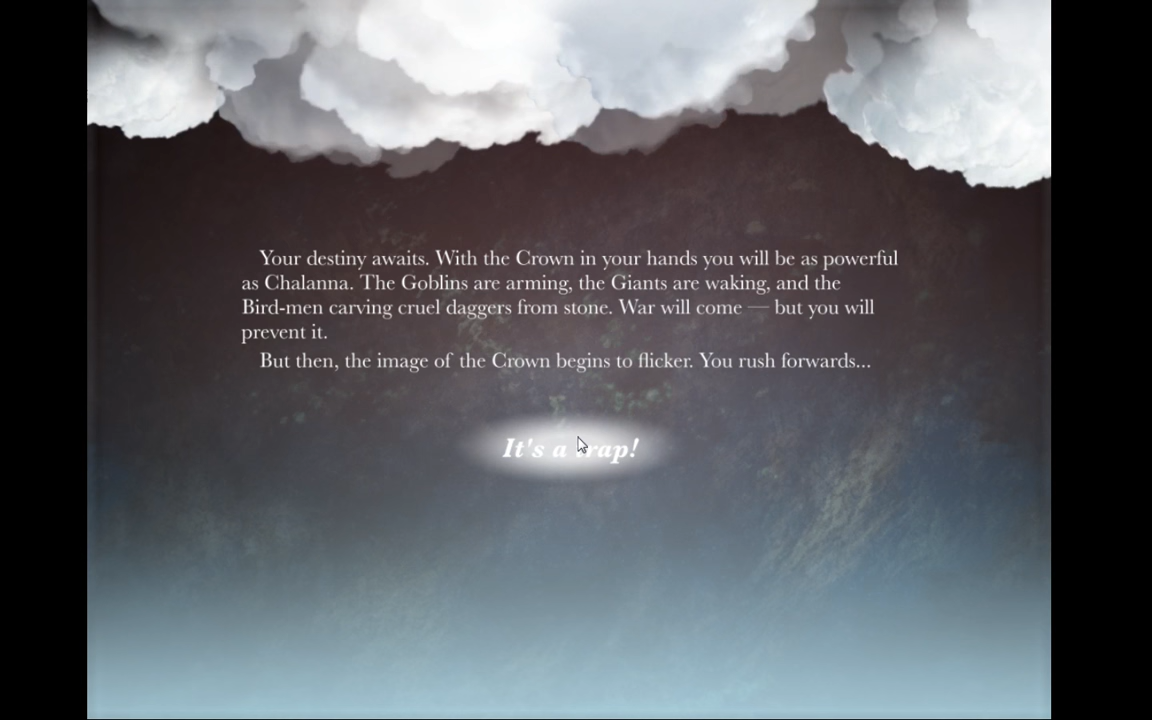 Your destiny awaits. With the Crown in your hands you will be as powerful
as Chalanna. The Goblins are arming, the Giants are waking, and the
Bird-men carving cruel daggers from stone. War will come — but you will
prevent it.
But then, the image of the Crown begins to flicker. You rush forwards...
It's a trap!